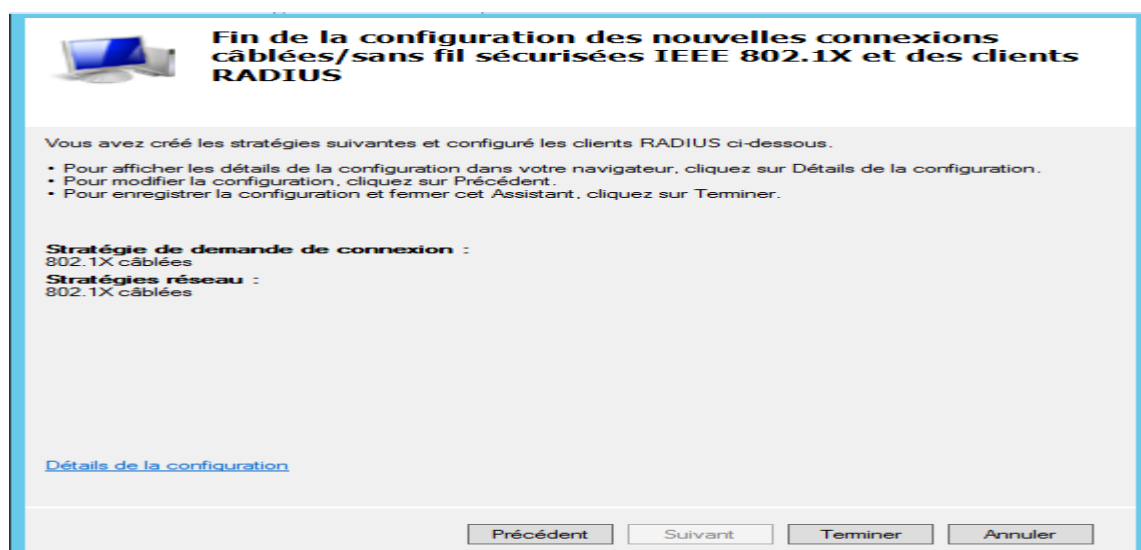 Fin de la configuration des nouvelles connexions
câblées/sans fil sécurisées IEEE 802.1X et des clients
RADIUS
Vous avez créé les stratégies suivantes et configuré les clients RADIUS ci-dessous.
• Pour afficher les détails de la configuration dans votre navigateur, cliquez sur Détails de la configuration.
• Pour modifier la configuration, cliquez sur Précédent.
• Pour enregistrer la configuration et fermer cet Assistant, cliquez sur Terminer.
Stratégie de demande de connexion :
802.1X câblées
Stratégies réseau :
802.1X câblées
Détails de la configuration
Précédent Suivant Terminer Annuler